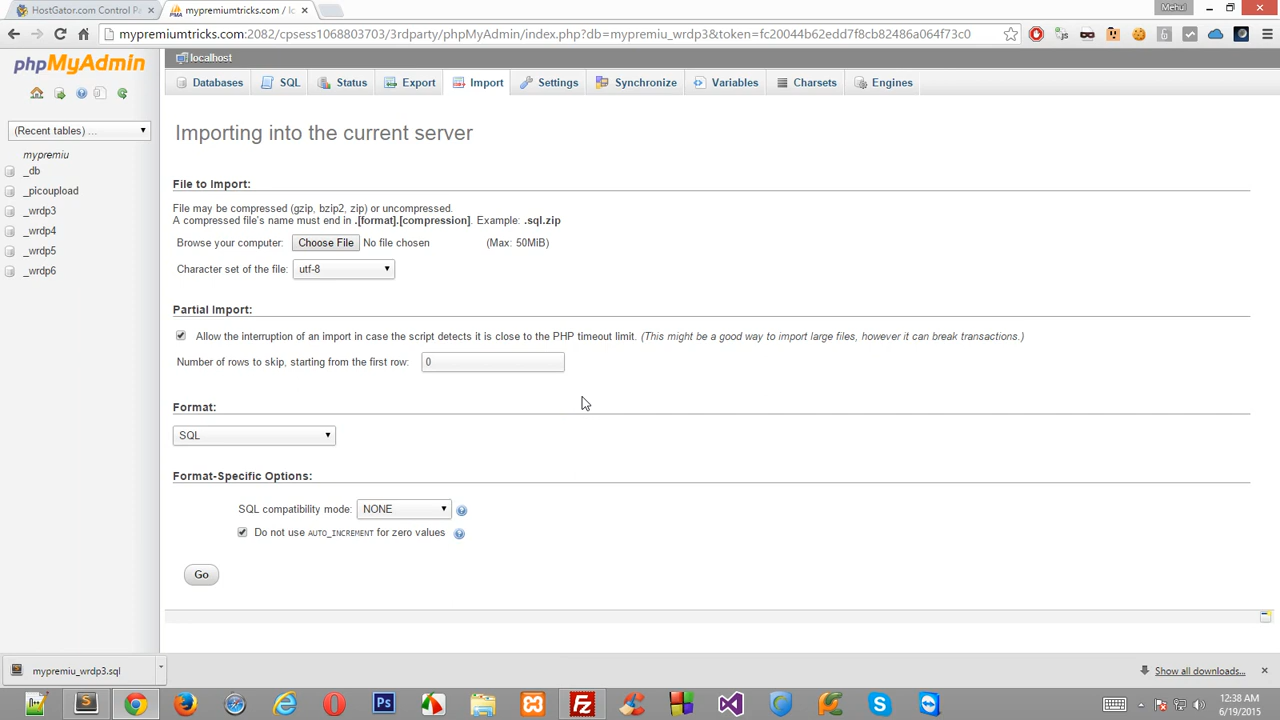 HostGator.com Control Pa
mypremiumtricks.com / lo
Mehul
mypremiumtricks.com:2082/cpsess1068803703/3rdparty/phpMyAdmin/index.php?db=mypremiu_wrdp3&token=fc20044b62edd7f8cb82486a064f73c0
phpMyAdmin
localhost
Databases SQL Status Export Import Settings Synchronize Variables Charsets Engines
(Recent tables) ...
mypremiu
_db
_picoupload
_wrdp3
_wrdp4
_wrdp5
_wrdp6
Importing into the current server
File to Import:
File may be compressed (gzip, bzip2, zip) or uncompressed.
A compressed file's name must end in .[format].[compression]. Example: .sql.zip
Browse your computer: Choose File No file chosen (Max: 50MiB)
Character set of the file: utf-8
Partial Import:
Allow the interruption of an import in case the script detects it is close to the PHP timeout limit. (This might be a good way to import large files, however it can break transactions.)
Number of rows to skip, starting from the first row: 0
Format:
SQL
Format-Specific Options:
SQL compatibility mode: NONE
Do not use AUTO_INCREMENT for zero values
Go
mypremiu_wrdp3.sql
Show all downloads...
Ps
Fz
12:38 AM
6/19/2015